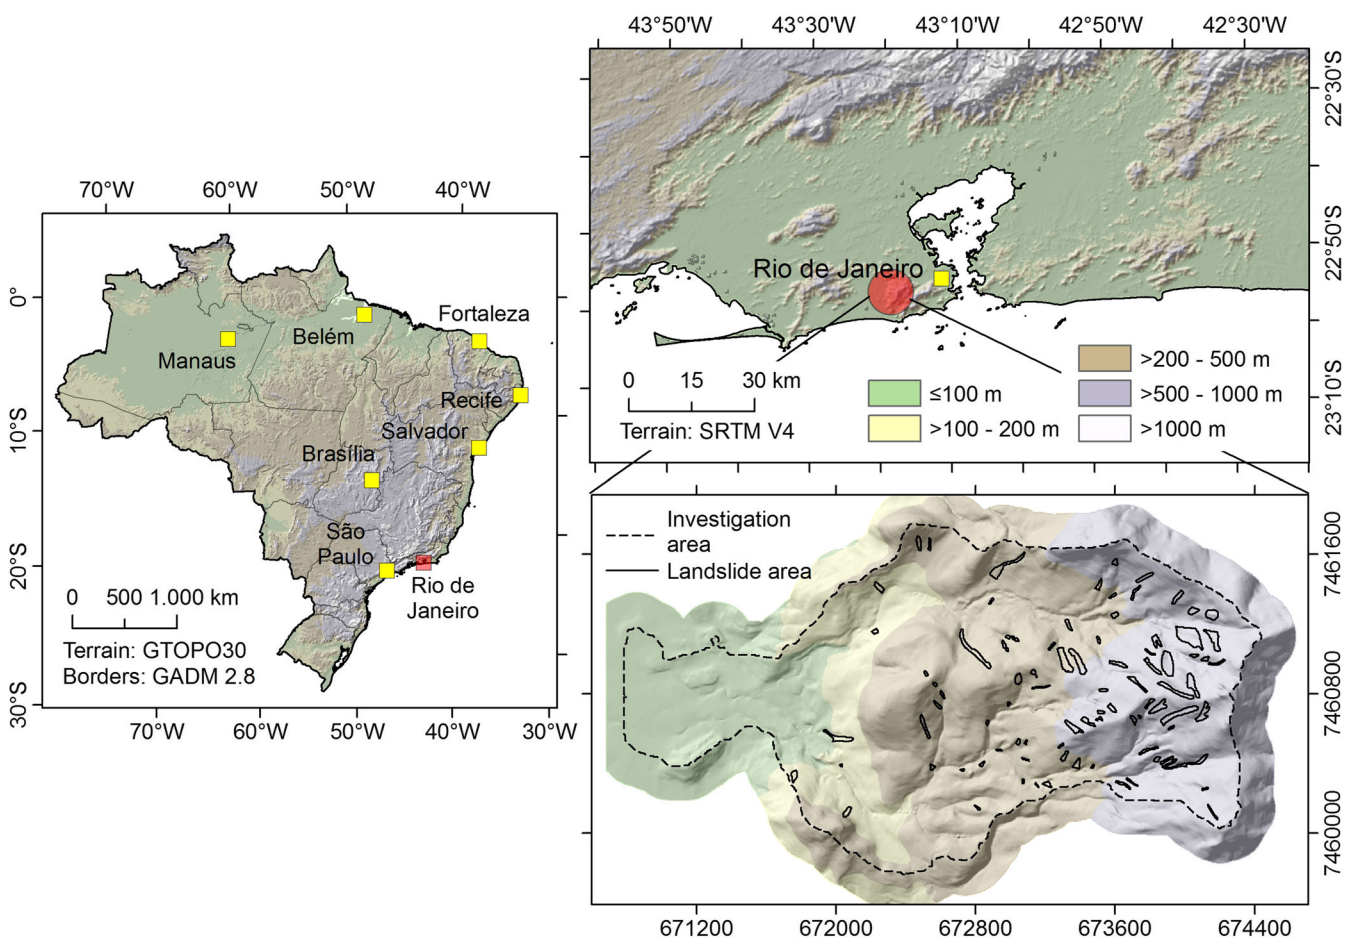 70°W 60°W 50°W 40°W
0°
10°S
20°S
30°S
Fortaleza
Belém
Manaus
Recife
Salvador
Brasília
São
Paulo
Rio de
Janeiro
0 500 1.000 km
Terrain: GTOPO30
Borders: GADM 2.8
70°W 60°W 50°W 40°W 30°W
43°50'W 43°30'W 43°10'W 42°50'W 42°30'W
22°30'S
22°50'S
23°10'S
Rio de Janeiro
0 15 30 km
Terrain: SRTM V4
≤100 m
>100 - 200 m
>200 - 500 m
>500 - 1000 m
>1000 m
Investigation
area
Landslide area
7461600
7460800
7460000
671200 672000 672800 673600 674400